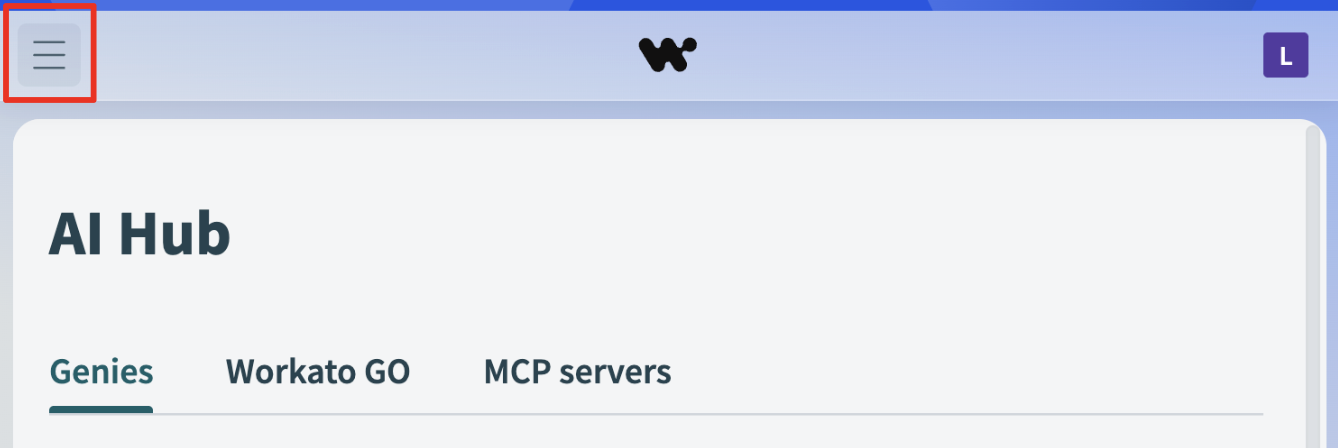 L
AI Hub
Genies Workato GO MCP servers